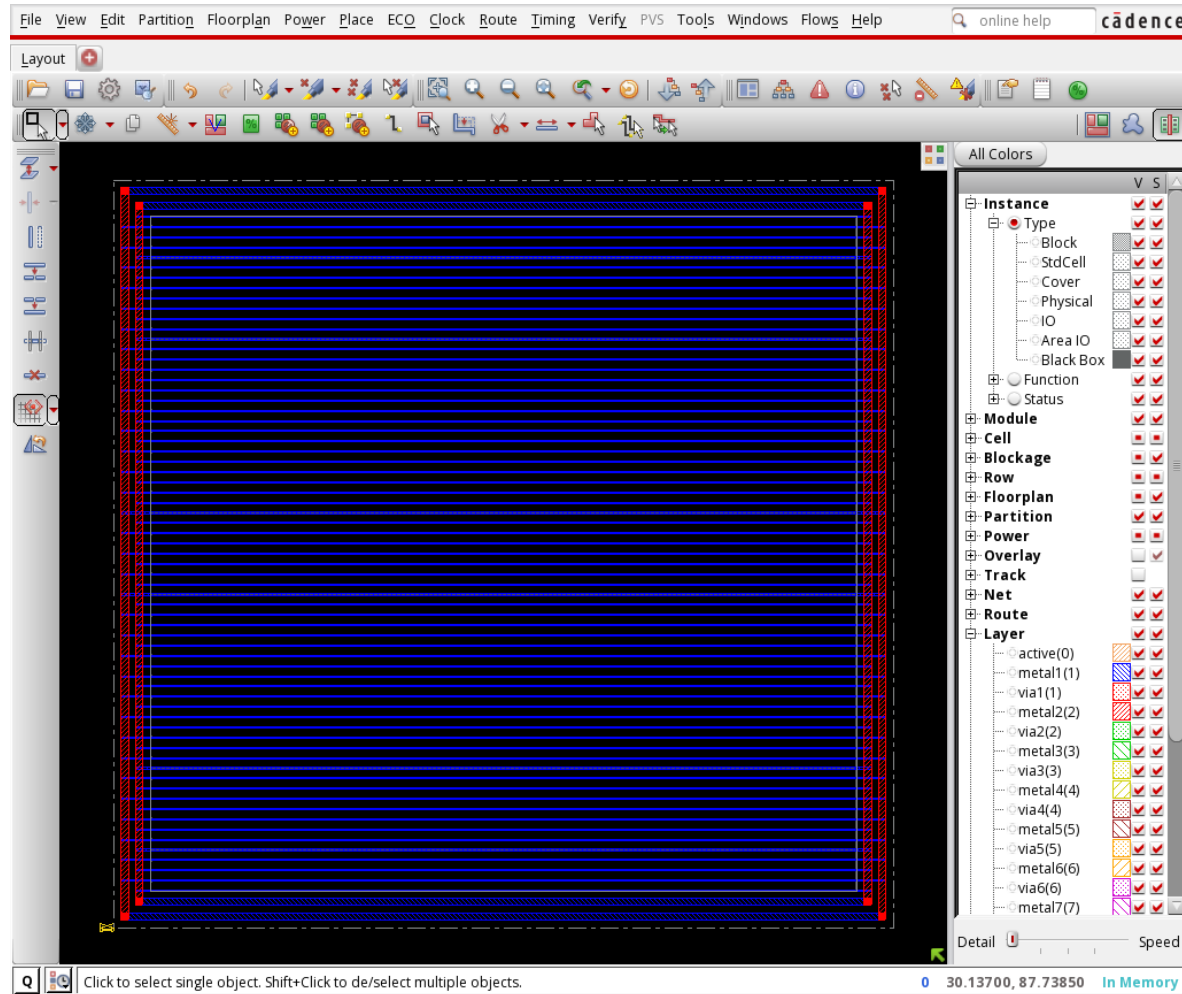 File View Edit Partition Floorplan Power Place ECO Clock Route Timing Verify PVS Tools Windows Flows Help online help cādence
Layout
All Colors
V S
Instance
Type
Block
StdCell
Cover
Physical
IO
Area IO
Black Box
Function
Status
Module
Cell
Blockage
Row
Floorplan
Partition
Power
Overlay
Track
Net
Route
Layer
active(0)
metal1(1)
via1(1)
metal2(2)
via2(2)
metal3(3)
via3(3)
metal4(4)
via4(4)
metal5(5)
via5(5)
metal6(6)
via6(6)
metal7(7)
Detail Speed
Q Click to select single object. Shift+Click to de/select multiple objects. 0 30.13700, 87.73850 In Memory